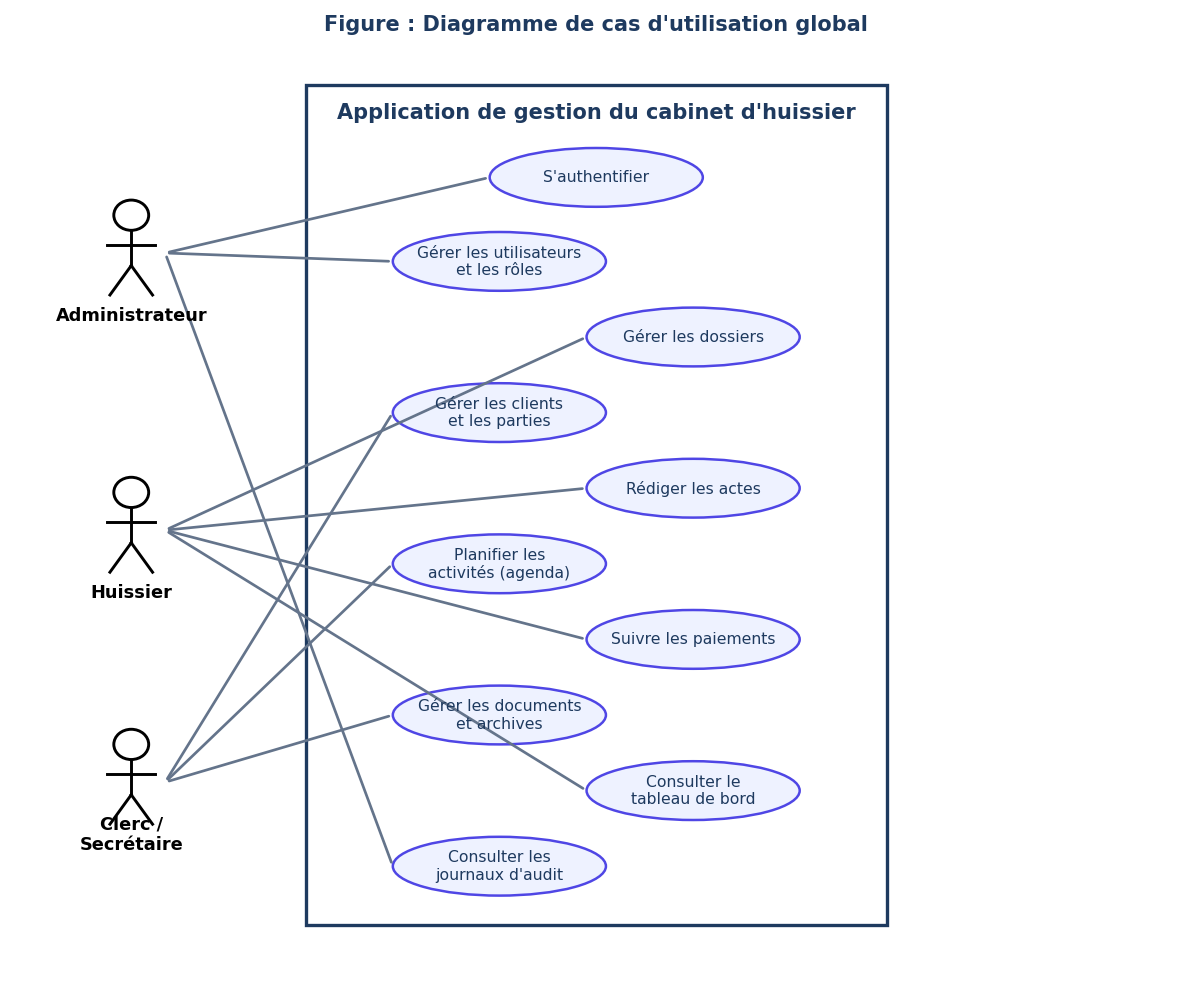 Figure : Diagramme de cas d'utilisation global
Application de gestion du cabinet d'huissier
S'authentifier
Gérer les utilisateurs
et les rôles
Administrateur
Gérer les dossiers
Gérer les clients
et les parties
Rédiger les actes
Huissier
Planifier les
activités (agenda)
Suivre les paiements
Gérer les documents
et archives
Consulter le
tableau de bord
Clerc /
Secrétaire
Consulter les
journaux d'audit